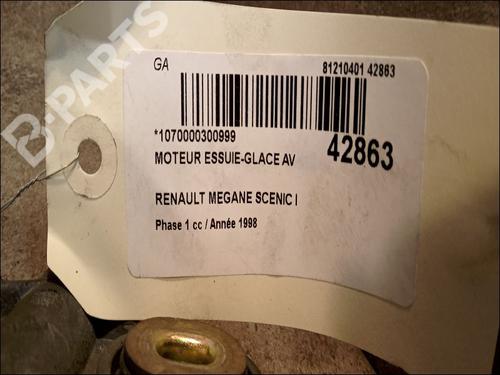 B-PARTS
GA
81210401 42863
*1070000300999
42863
MOTEUR ESSUIE-GLACE AV
RENAULT MEGANE SCENIC I
Phase 1 cc / Année 1998